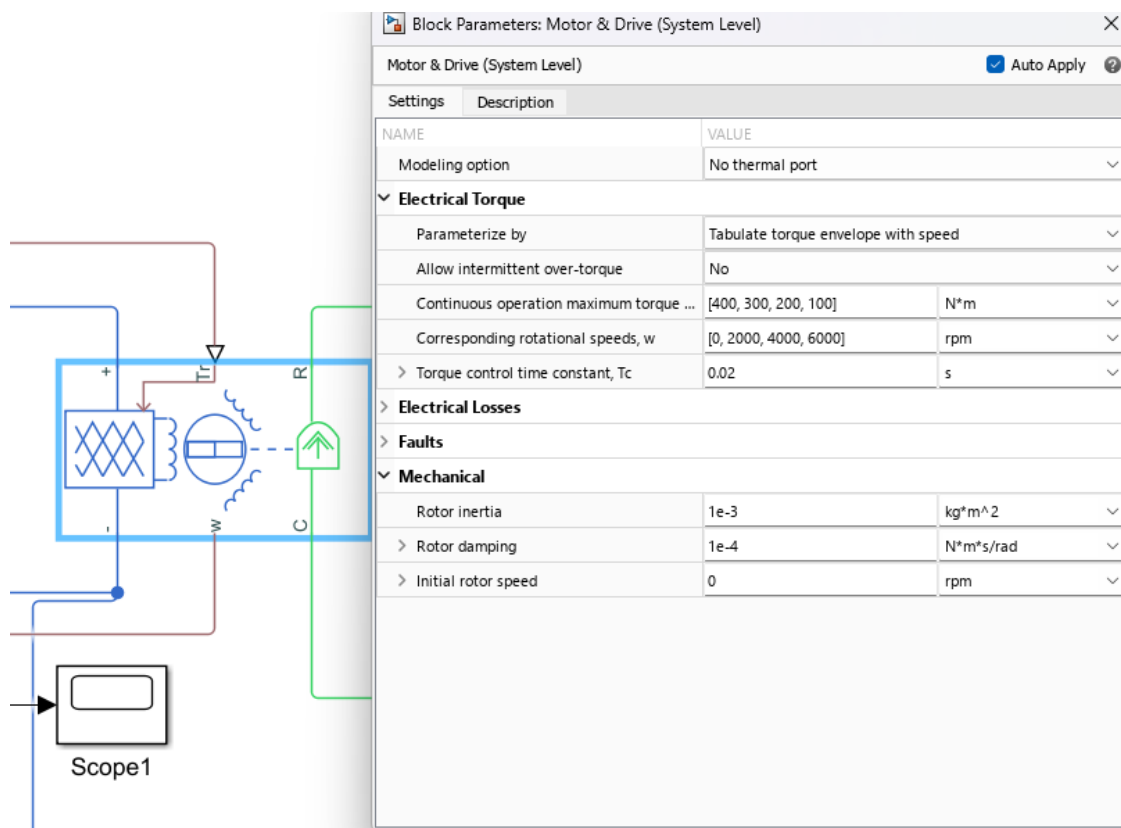 Block Parameters: Motor & Drive (System Level)
Motor & Drive (System Level)
Auto Apply
Settings
Description
NAME VALUE
Modeling option No thermal port
Electrical Torque
Parameterize by Tabulate torque envelope with speed
Allow intermittent over-torque No
Continuous operation maximum torque ... [400, 300, 200, 100] N*m
Corresponding rotational speeds, w [0, 2000, 4000, 6000] rpm
Torque control time constant, Tc 0.02 s
Electrical Losses
Faults
Mechanical
Rotor inertia 1e-3 kg*m^2
Rotor damping 1e-4 N*m*s/rad
Initial rotor speed 0 rpm
+
Tr
R
-
w
C
Scope1